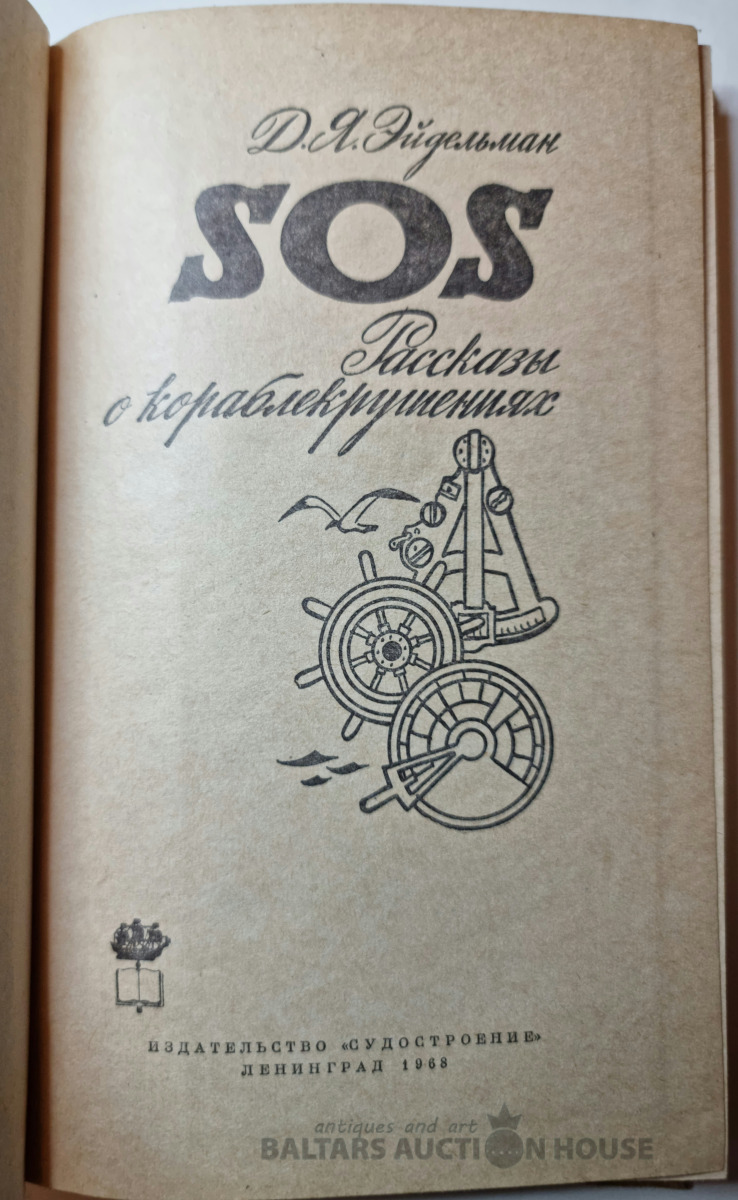 Д. Я. Эйдельман
SOS
Рассказы
о кораблекрушениях
ИЗДАТЕЛЬСТВО «СУДОСТРОЕНИЕ»
ЛЕНИНГРАД 1968
antiques and art
BALTARS AUCTION HOUSE